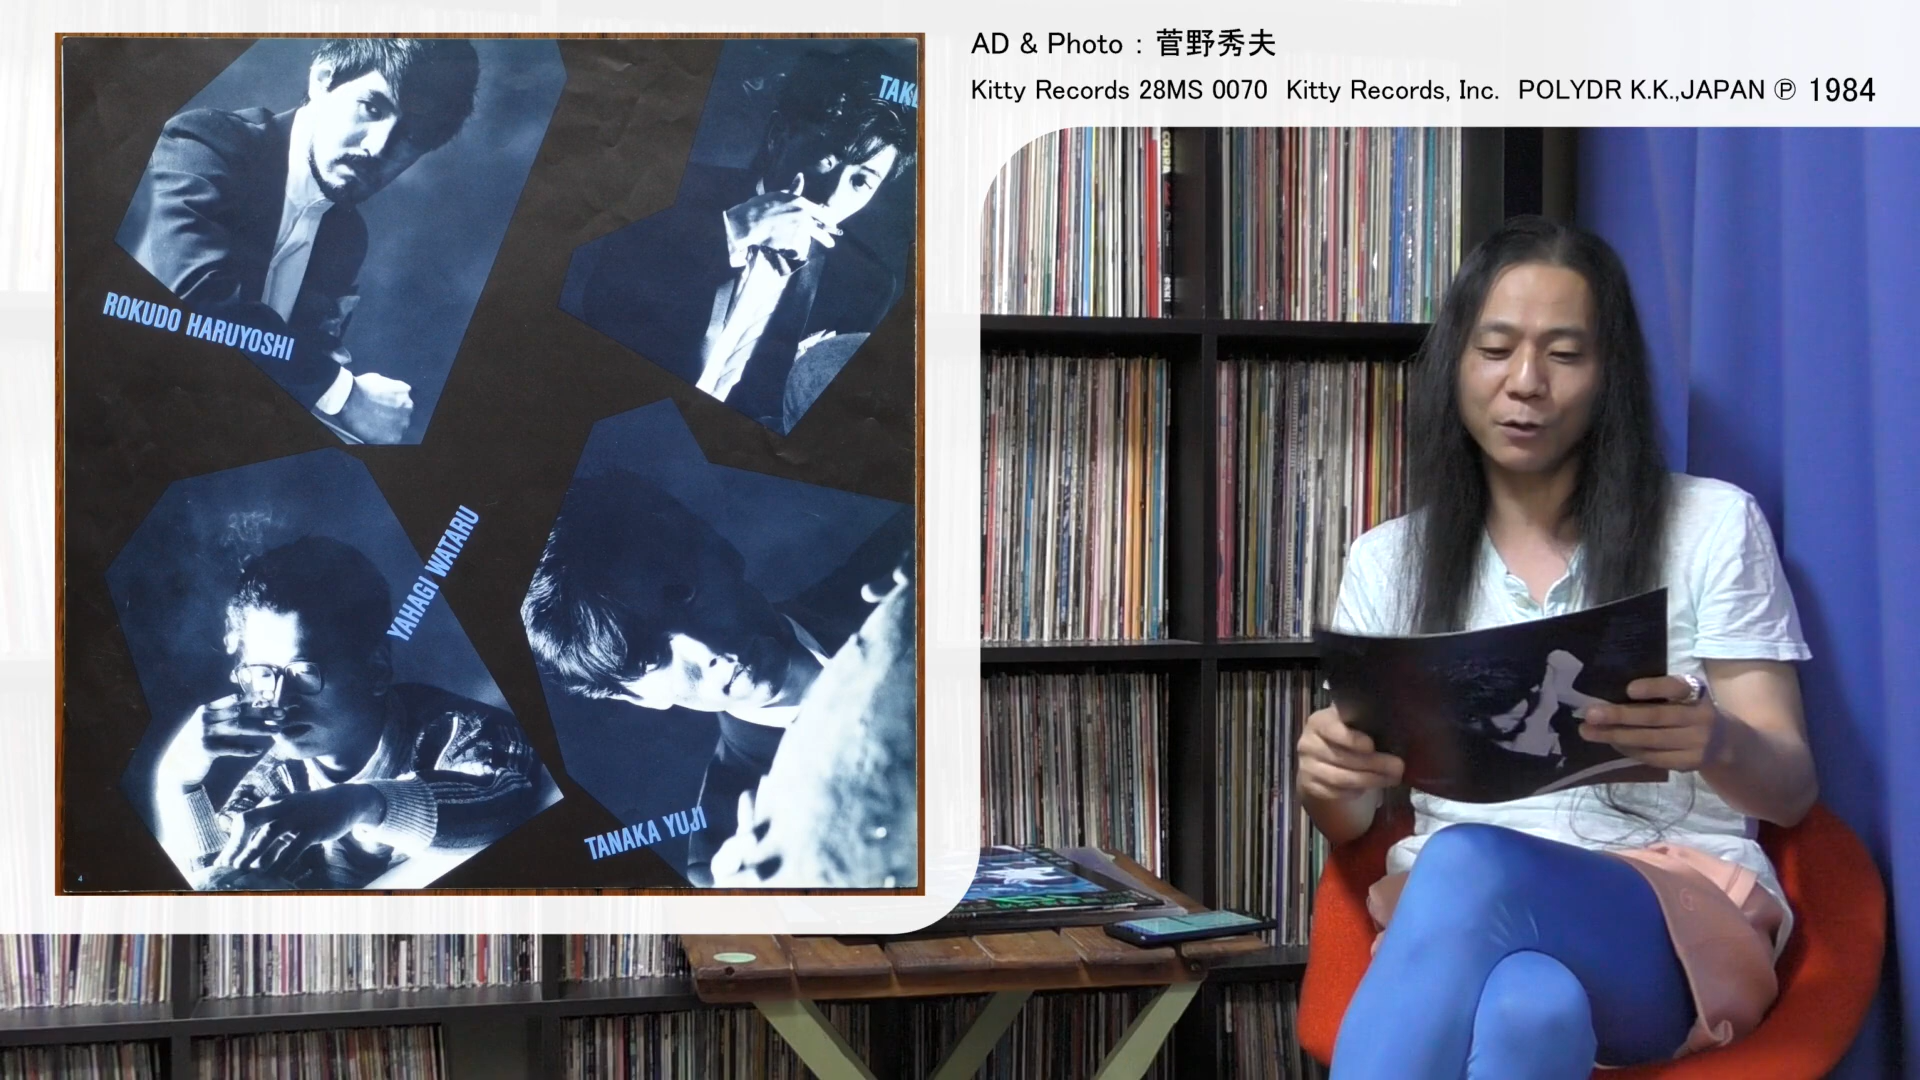 AD & Photo : 菅野秀夫
Kitty Records 28MS 0070 Kitty Records, Inc. POLYDR K.K.,JAPAN ℗ 1984
ROKUDO HARUYOSHI
YAHAGI WATARU
TANAKA YUJI
4